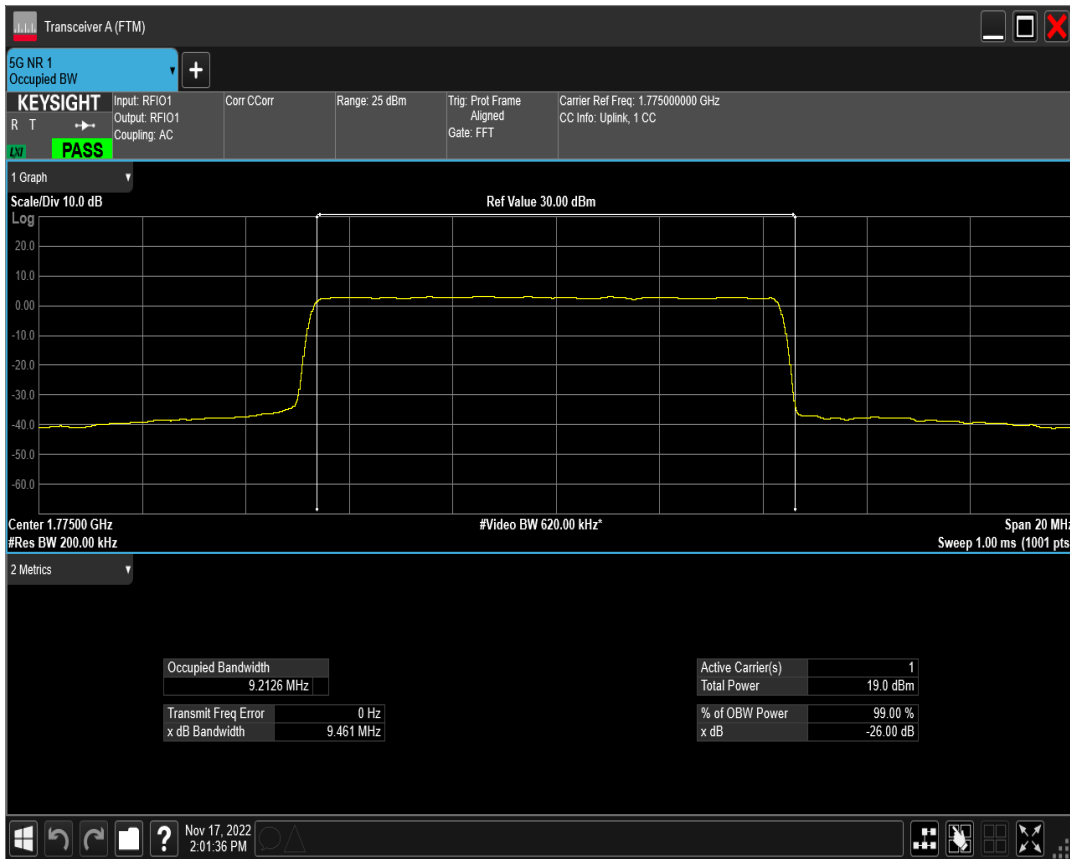 Transceiver A (FTM)
5G NR 1
Occupied BW
+
KEYSIGHT
R T
LXI
PASS
Input: RFIO1
Output: RFIO1
Coupling: AC
Corr CCorr
Range: 25 dBm
Trig: Prot Frame
Aligned
Gate: FFT
Carrier Ref Freq: 1.775000000 GHz
CC Info: Uplink, 1 CC
1 Graph
Scale/Div 10.0 dB
Ref Value 30.00 dBm
Log
20.0
10.0
0.00
-10.0
-20.0
-30.0
-40.0
-50.0
-60.0
Center 1.77500 GHz
#Video BW 620.00 kHz*
Span 20 MHz
#Res BW 200.00 kHz
Sweep 1.00 ms (1001 pts
2 Metrics
Occupied Bandwidth
9.2126 MHz
Transmit Freq Error 0 Hz
x dB Bandwidth 9.461 MHz
Active Carrier(s) 1
Total Power 19.0 dBm
% of OBW Power 99.00 %
x dB -26.00 dB
?
Nov 17, 2022
2:01:36 PM